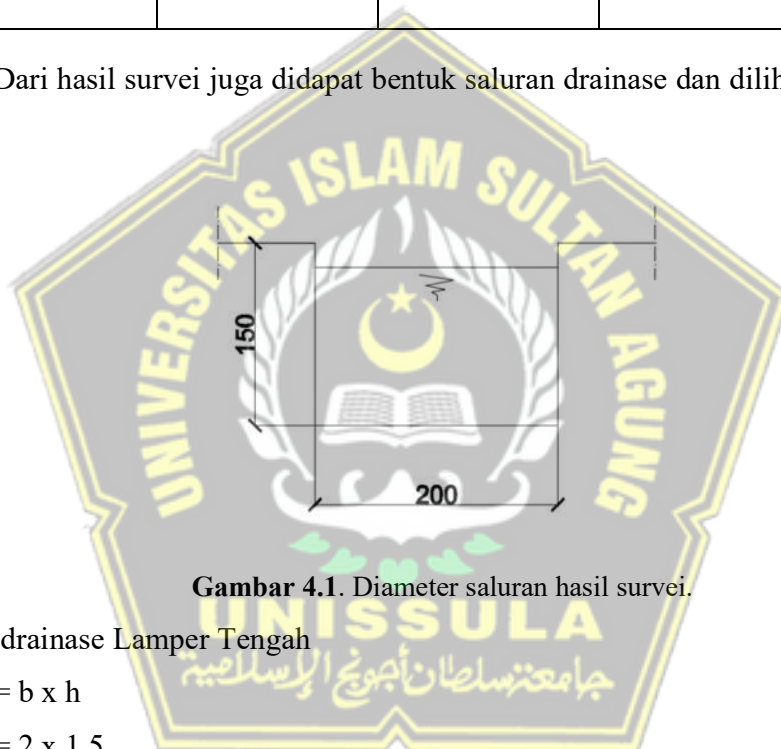 Dari hasil survei juga didapat bentuk saluran drainase dan dilih
UNIVERSITAS ISLAM SULTAN AGUNG
150
200
Gambar 4.1. Diameter saluran hasil survei.
UNISSULA
drainase Lamper Tengah
جامعنسلطان أجونج الإسلامية
= b x h
= 2 x 1,5